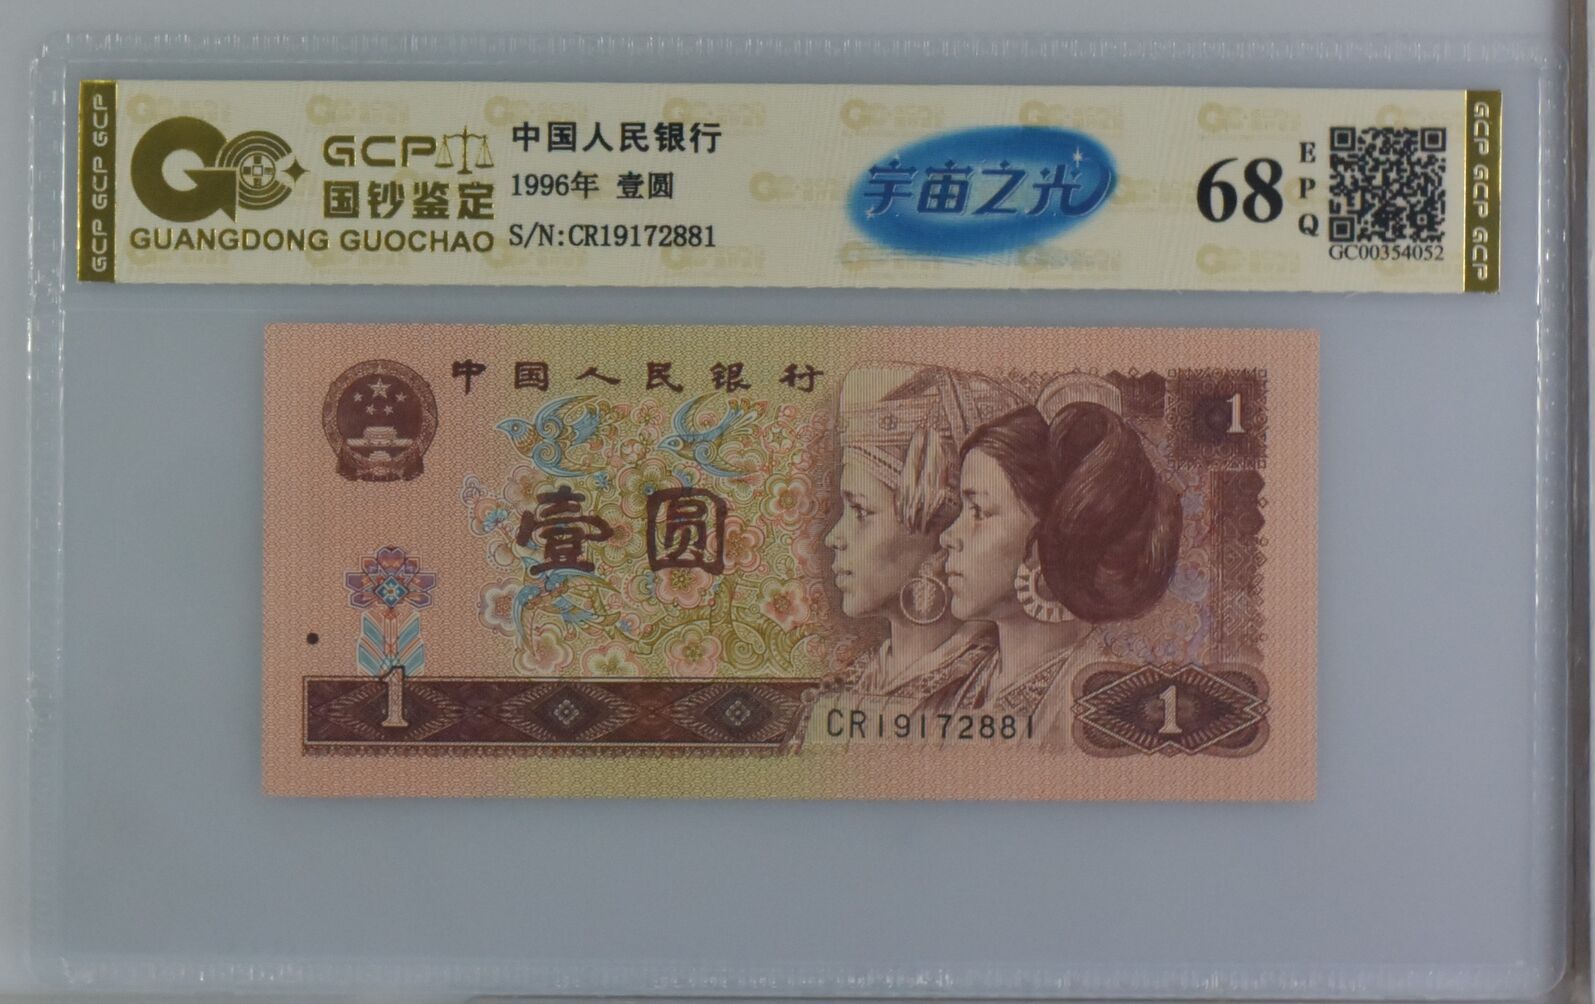 GCP GCP GCP
GCP
国钞鉴定
GUANGDONG GUOCHAO
中国人民银行
1996年 壹圆
S/N:CR19172881
宇宙之光
68
EPQ
GC00354052
GCP GCP GCP
中国人民银行
1
壹圆
1
CR19172881
1